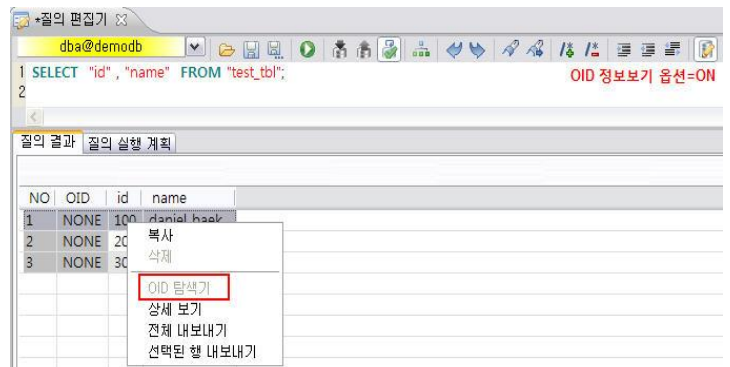 *질의 편집기
dba@demodb
1 SELECT "id" , "name" FROM "test_tbl";
OID 정보보기 옵션=ON
2
질의 결과 질의 실행 계획
NO OID id name
1 NONE 100 daniel baek
2 NONE 20
3 NONE 30
복사
삭제
OID 탐색기
상세 보기
전체 내보내기
선택된 행 내보내기